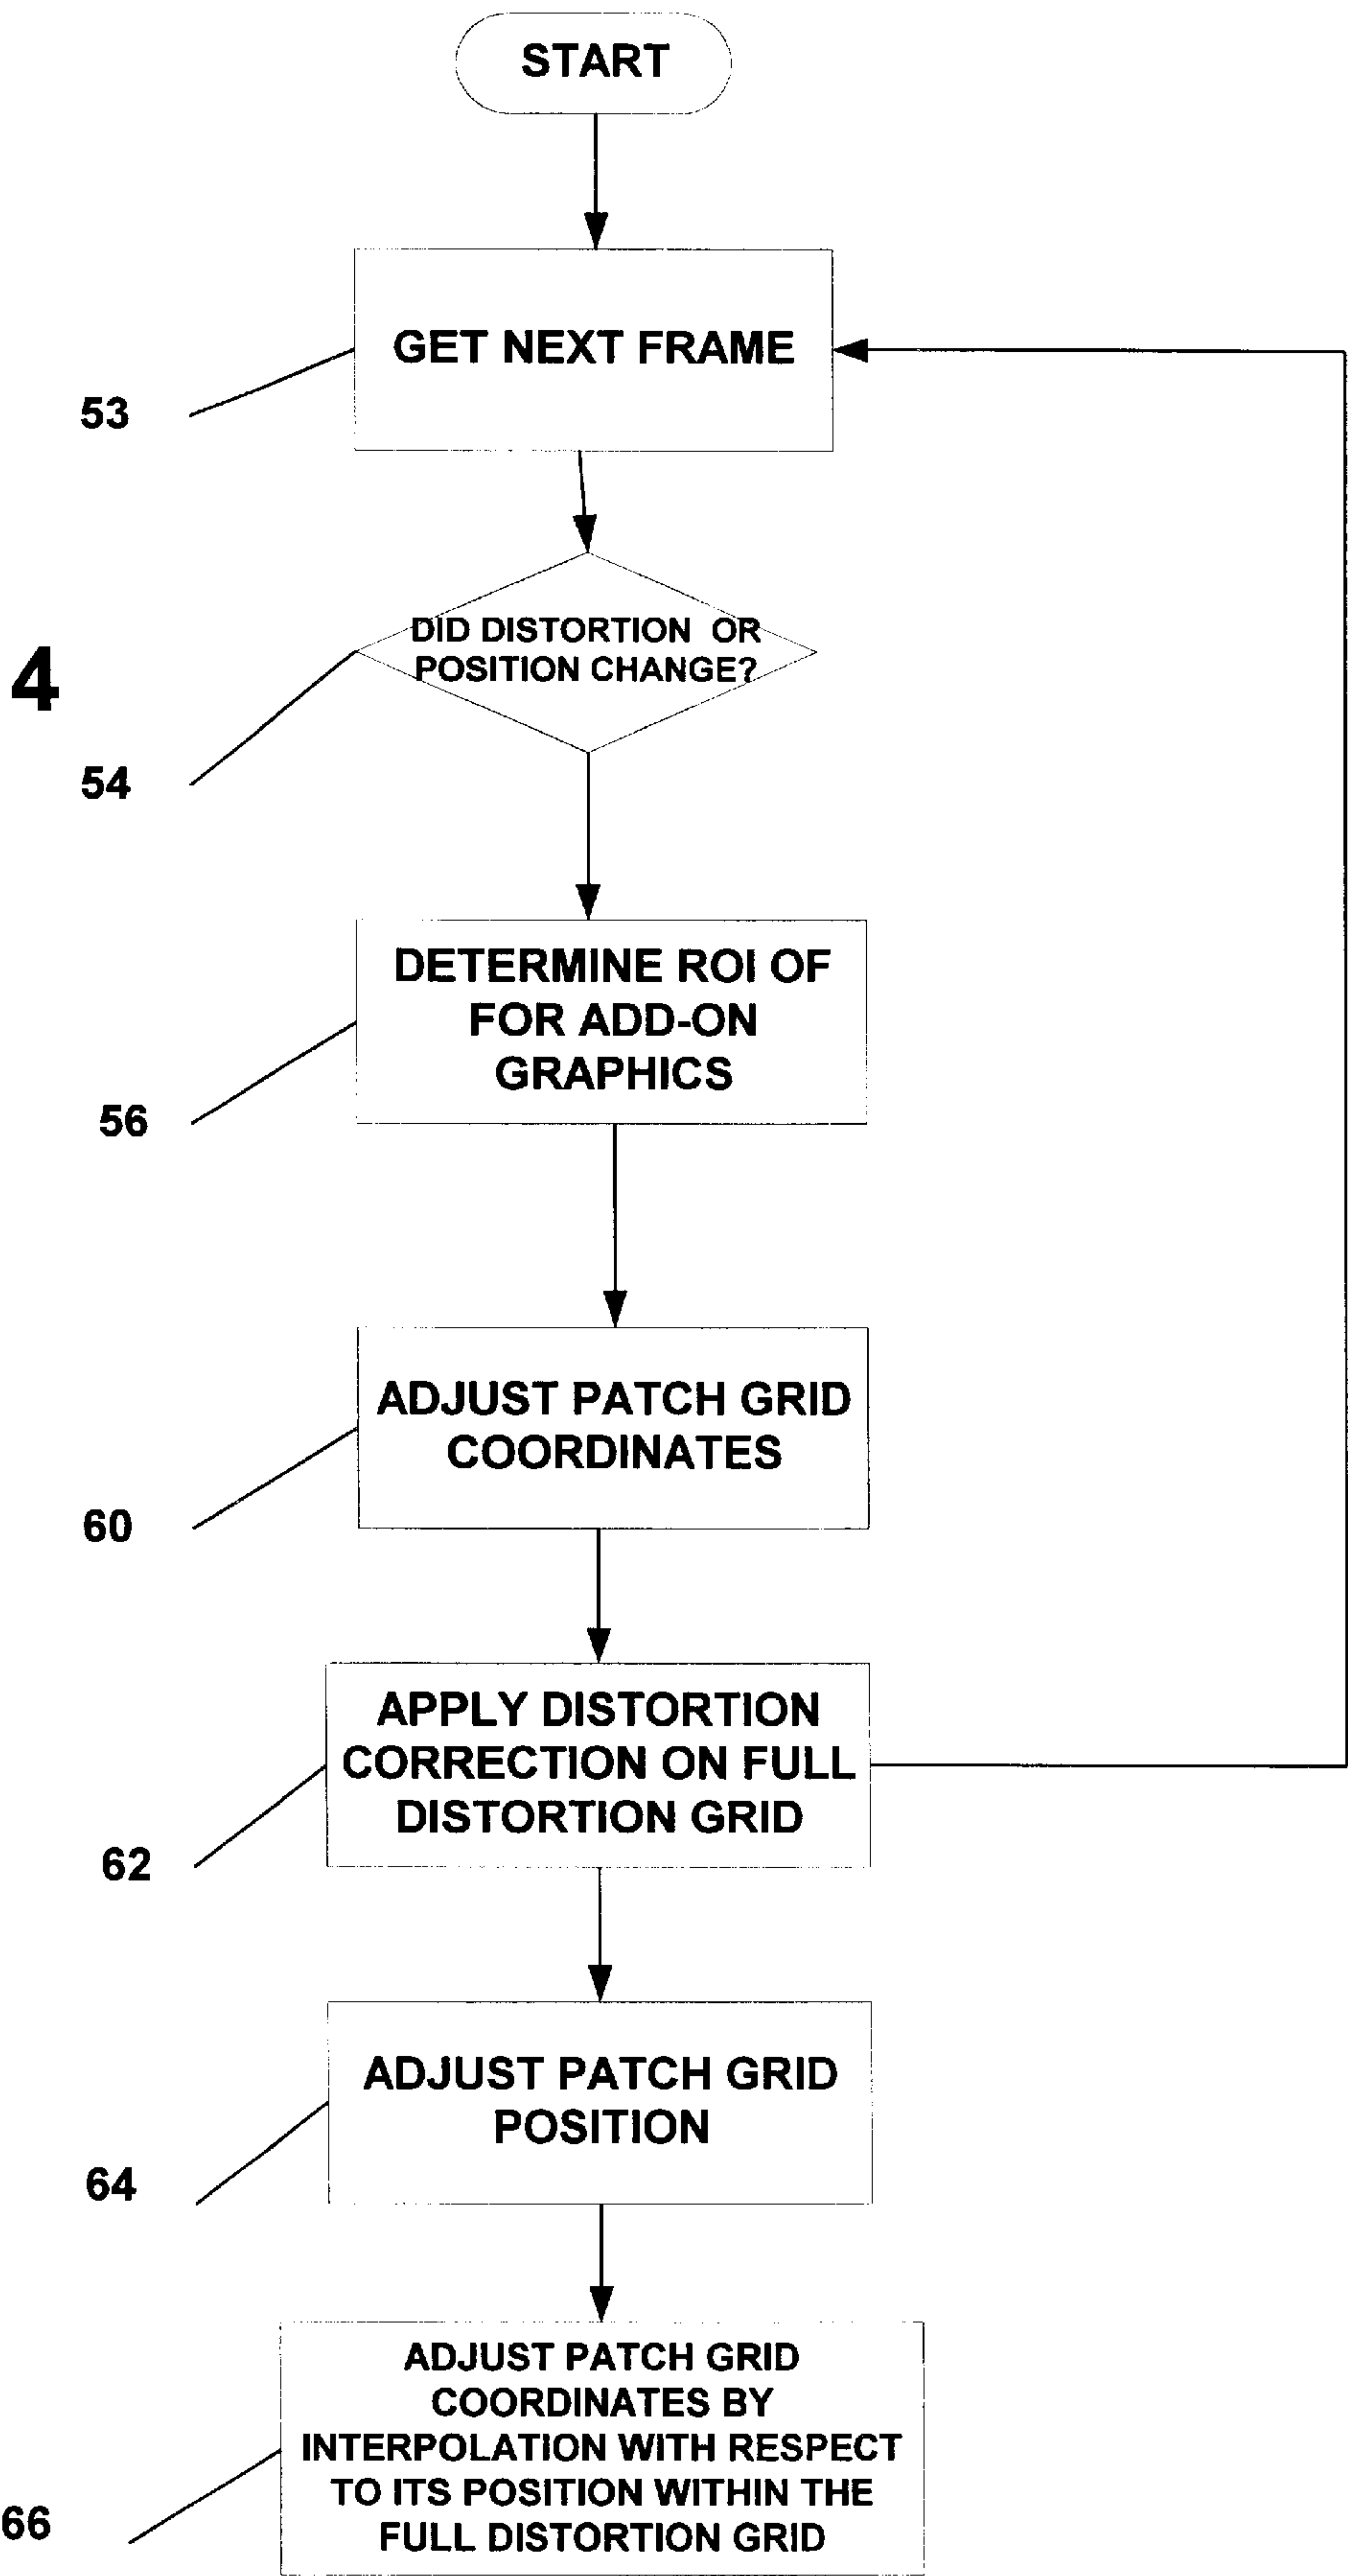 START
GET NEXT FRAME
53
DID DISTORTION OR
POSITION CHANGE?
4
54
DETERMINE ROI OF
FOR ADD-ON
GRAPHICS
56
ADJUST PATCH GRID
COORDINATES
60
APPLY DISTORTION
CORRECTION ON FULL
DISTORTION GRID
62
ADJUST PATCH GRID
POSITION
64
ADJUST PATCH GRID
COORDINATES BY
INTERPOLATION WITH RESPECT
TO ITS POSITION WITHIN THE
FULL DISTORTION GRID
66